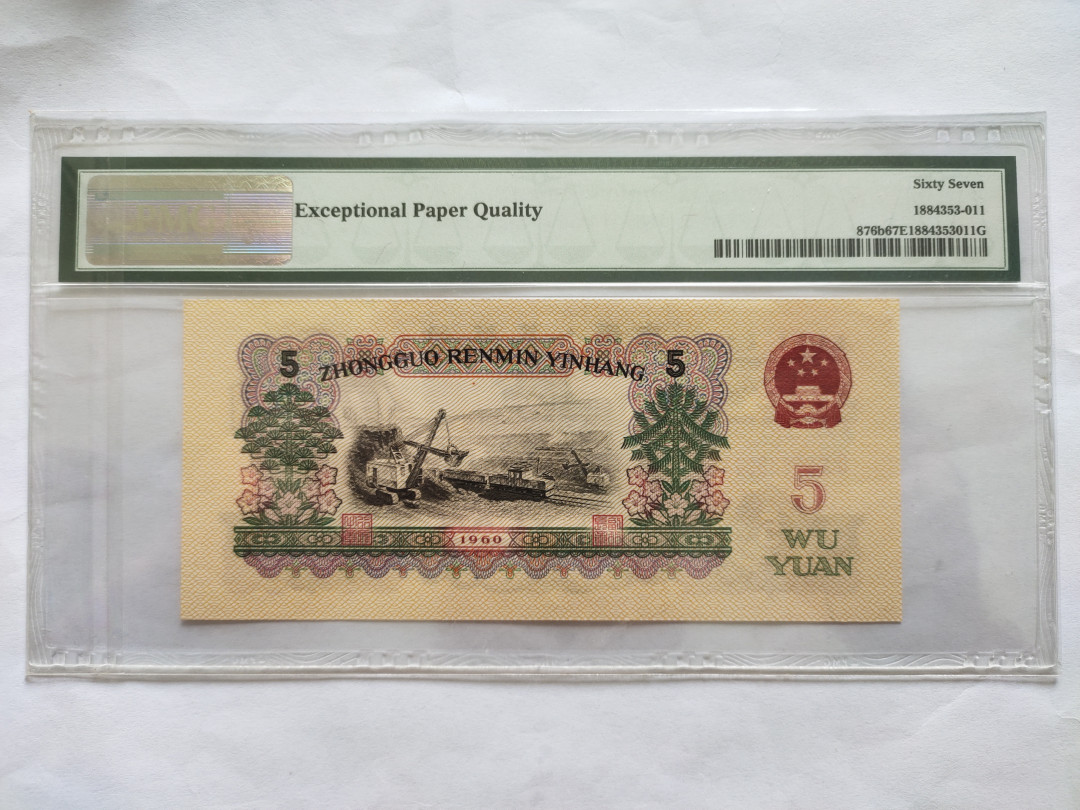 Exceptional Paper Quality
Sixty Seven
1884353-011
876b67E1884353011G
5 ZHONGGUO RENMIN YINHANG 5
1960
5
WU
YUAN